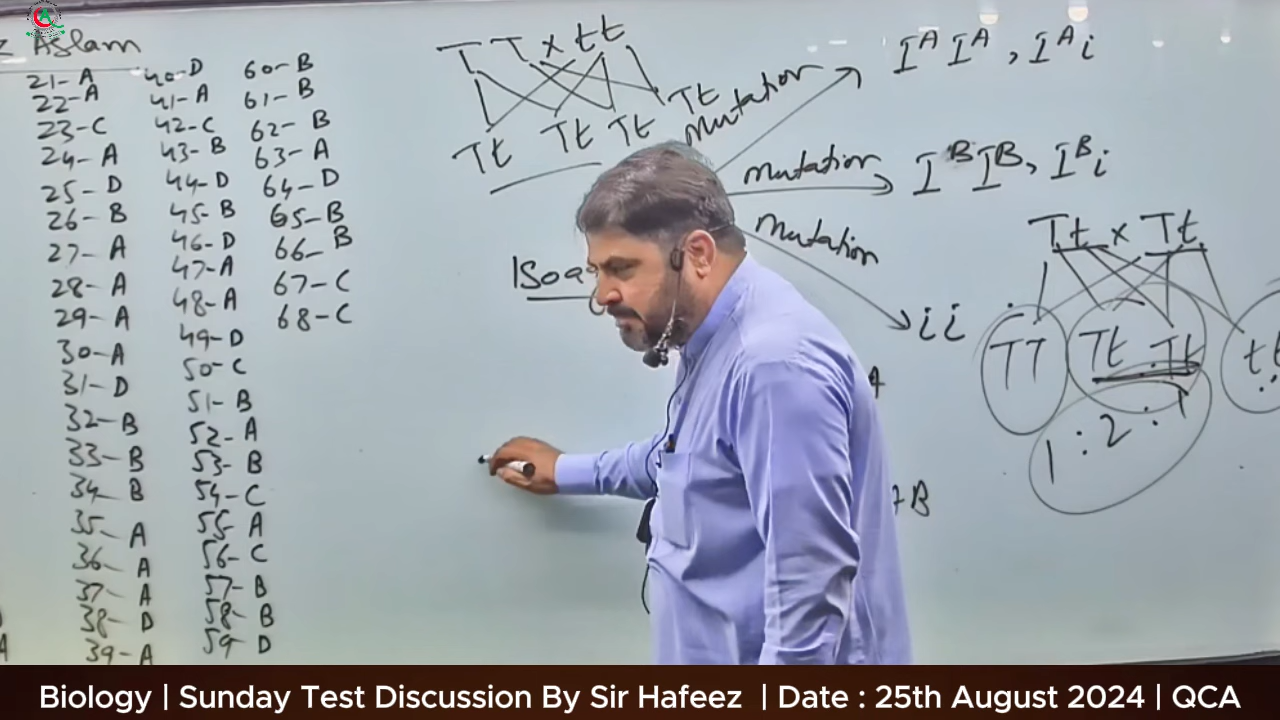 Aslam
21-A
22-A
23-C
24-A
25-D
26-B
27-A
28-A
29-A
30-A
31-D
32-B
33-B
34-B
35-A
36-A
37-A
38-D
39-A
40-D
41-A
42-C
43-B
44-D
45-B
46-D
47-A
48-A
49-D
50-C
51-B
52-A
53-B
54-C
55-A
56-C
57-B
58-B
59-D
60-B
61-B
62-B
63-A
64-D
65-B
66-B
67-C
68-C
TT x tt
Tt Tt Tt Tt
mutation
I^A I^A, I^A i
mutation
I^B I^B, I^B i
mutation
ii
Tt x Tt
TT Tt Tt tt
1 : 2 : 1
B
Biology | Sunday Test Discussion By Sir Hafeez | Date : 25th August 2024 | QCA